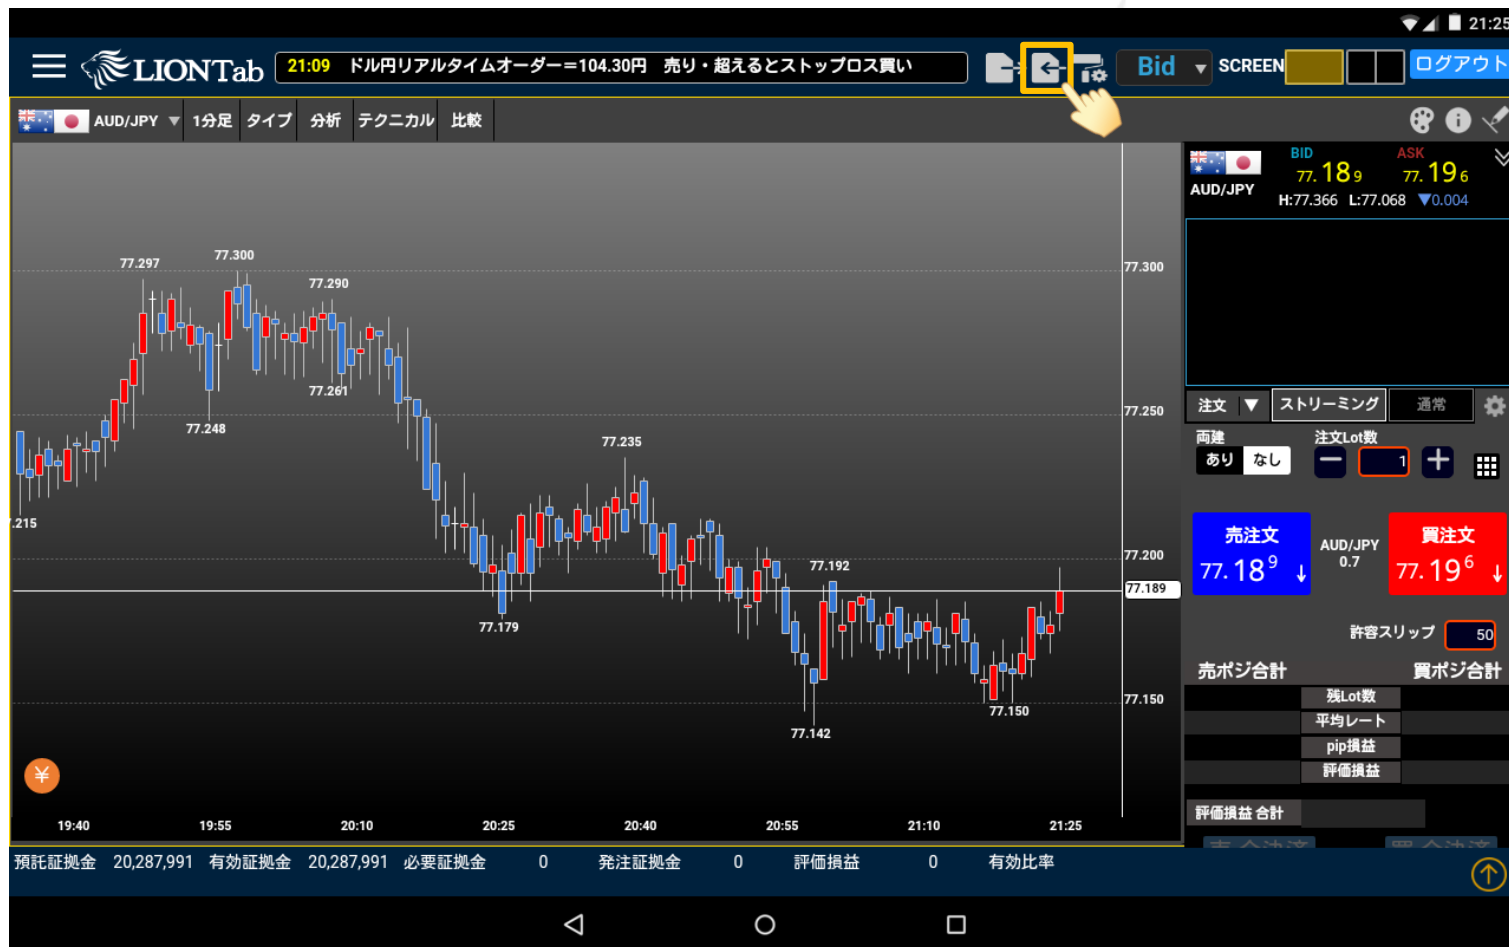 21:25
LIONTab 21:09 ドル円リアルタイムオーダー＝104.30円 売り・超えるとストップロス買い Bid ▼ SCREEN ログアウト
AUD/JPY ▼ 1分足 タイプ 分析 テクニカル 比較
BID ASK
77.189 77.196
AUD/JPY
H:77.366 L:77.068 ▼0.004
77.297 77.300
77.290
77.300
77.261
77.248
77.250
77.235
.215
77.192
77.200
77.189
77.179
77.150
77.150
77.142
注文 ▼ ストリーミング 通常
両建 注文Lot数
あり なし － 1 ＋
売注文 買注文
AUD/JPY
77.189 ↓ 0.7 77.196 ↓
許容スリップ 50
売ポジ合計 買ポジ合計
残Lot数
平均レート
pip損益
評価損益
評価損益 合計
¥
19:40 19:55 20:10 20:25 20:40 20:55 21:10 21:25
預託証拠金 20,287,991 有効証拠金 20,287,991 必要証拠金 0 発注証拠金 0 評価損益 0 有効比率